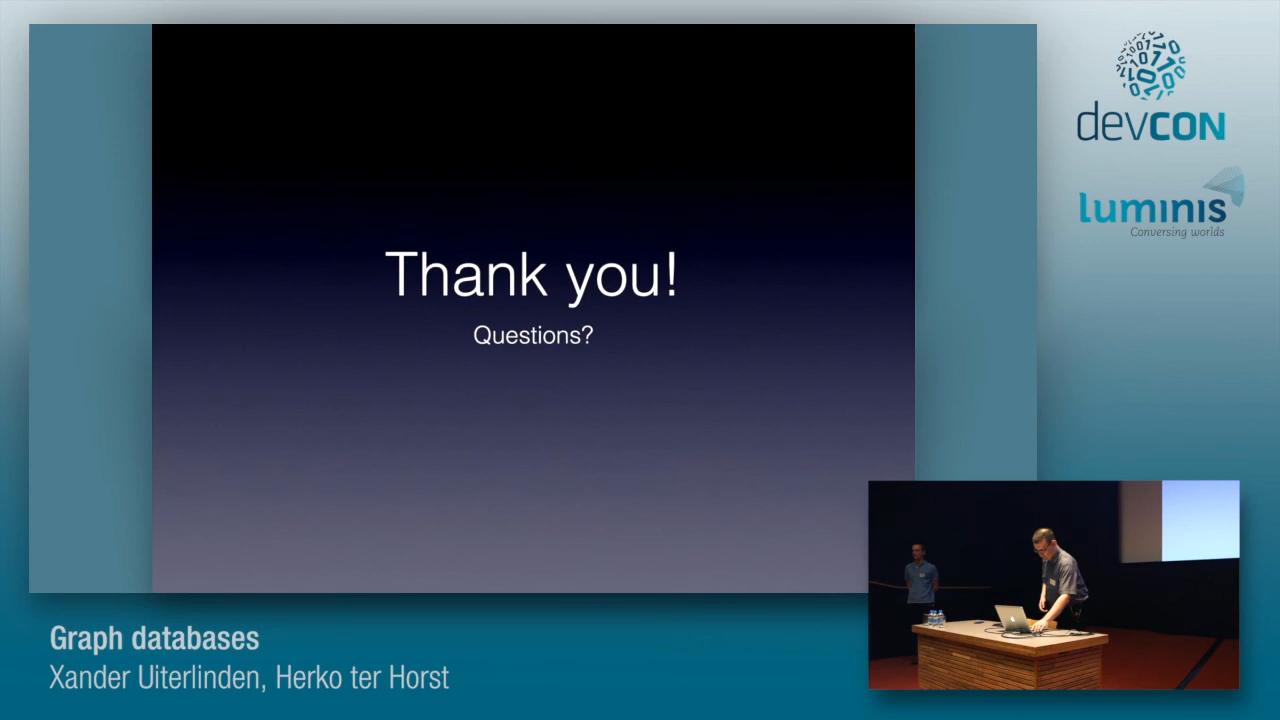 Thank you!
Questions?
devCON
luminis
Conversing worlds
Graph databases
Xander Uiterlinden, Herko ter Horst